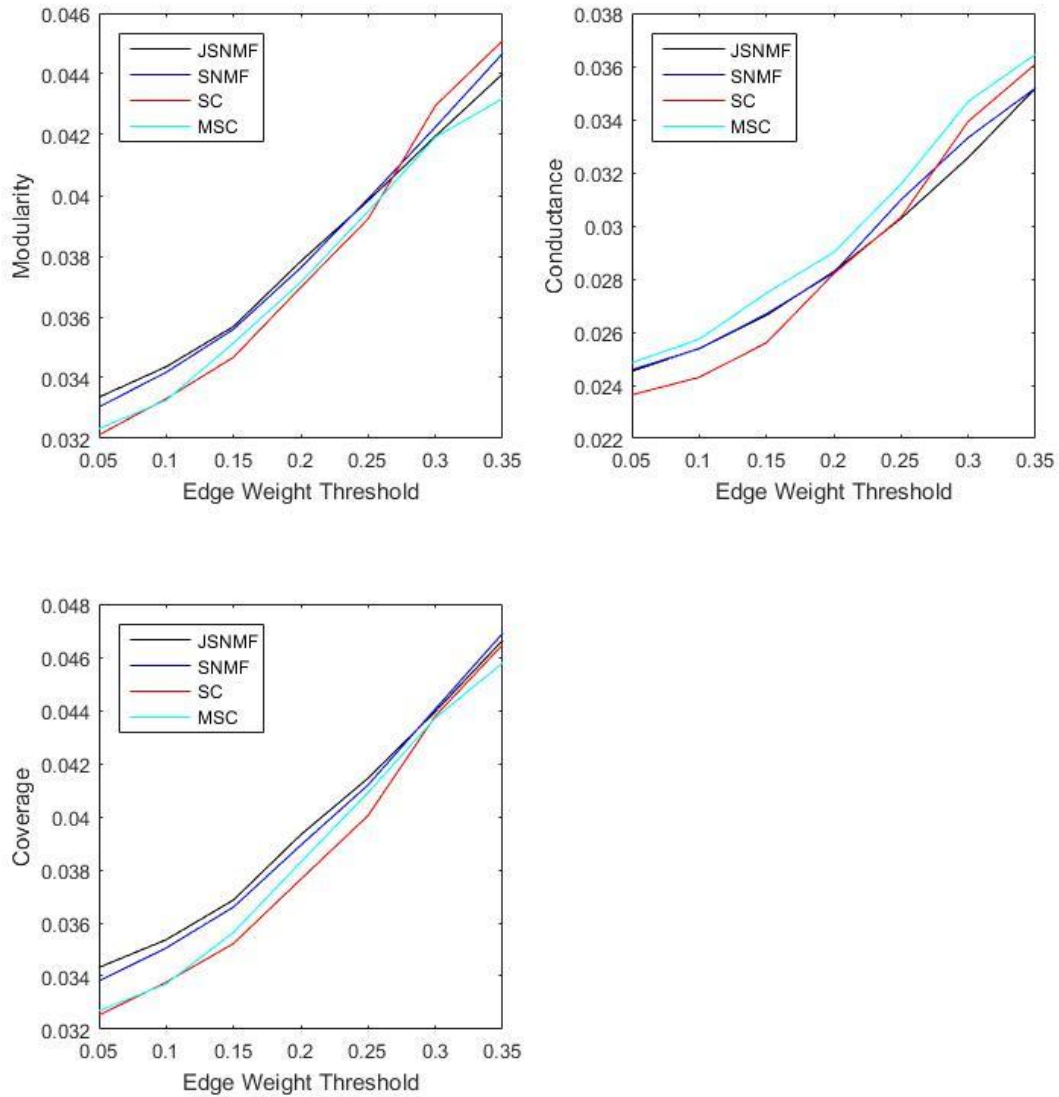 0.046
0.044
0.042
0.04
0.038
0.036
0.034
0.032
Modularity
JSNMF
SNMF
SC
MSC
0.05 0.1 0.15 0.2 0.25 0.3 0.35
Edge Weight Threshold
0.038
0.036
0.034
0.032
0.03
0.028
0.026
0.024
0.022
Conductance
JSNMF
SNMF
SC
MSC
0.05 0.1 0.15 0.2 0.25 0.3 0.35
Edge Weight Threshold
0.048
0.046
0.044
0.042
0.04
0.038
0.036
0.034
0.032
Coverage
JSNMF
SNMF
SC
MSC
0.05 0.1 0.15 0.2 0.25 0.3 0.35
Edge Weight Threshold